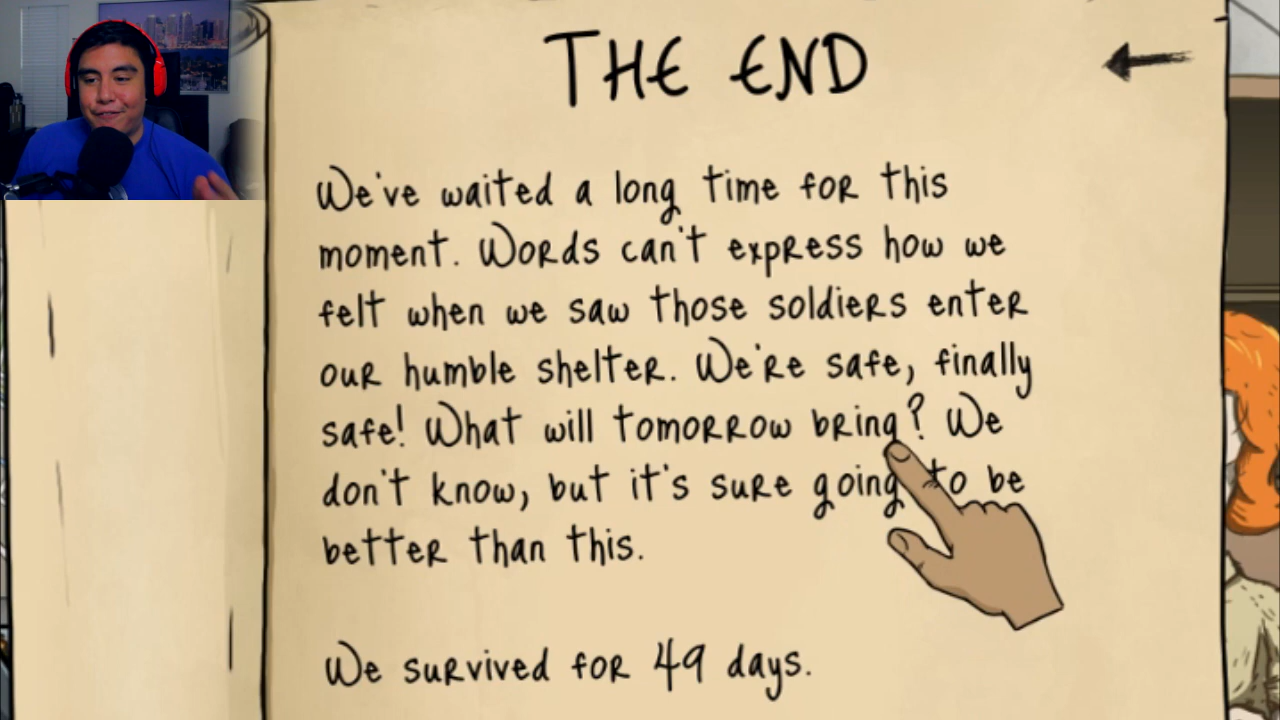 THE END
We've waited a long time for this
moment. Words can't express how we
felt when we saw those soldiers enter
our humble shelter. We're safe, finally
safe! What will tomorrow bring? We
don't know, but it's sure going to be
better than this.
We survived for 49 days.